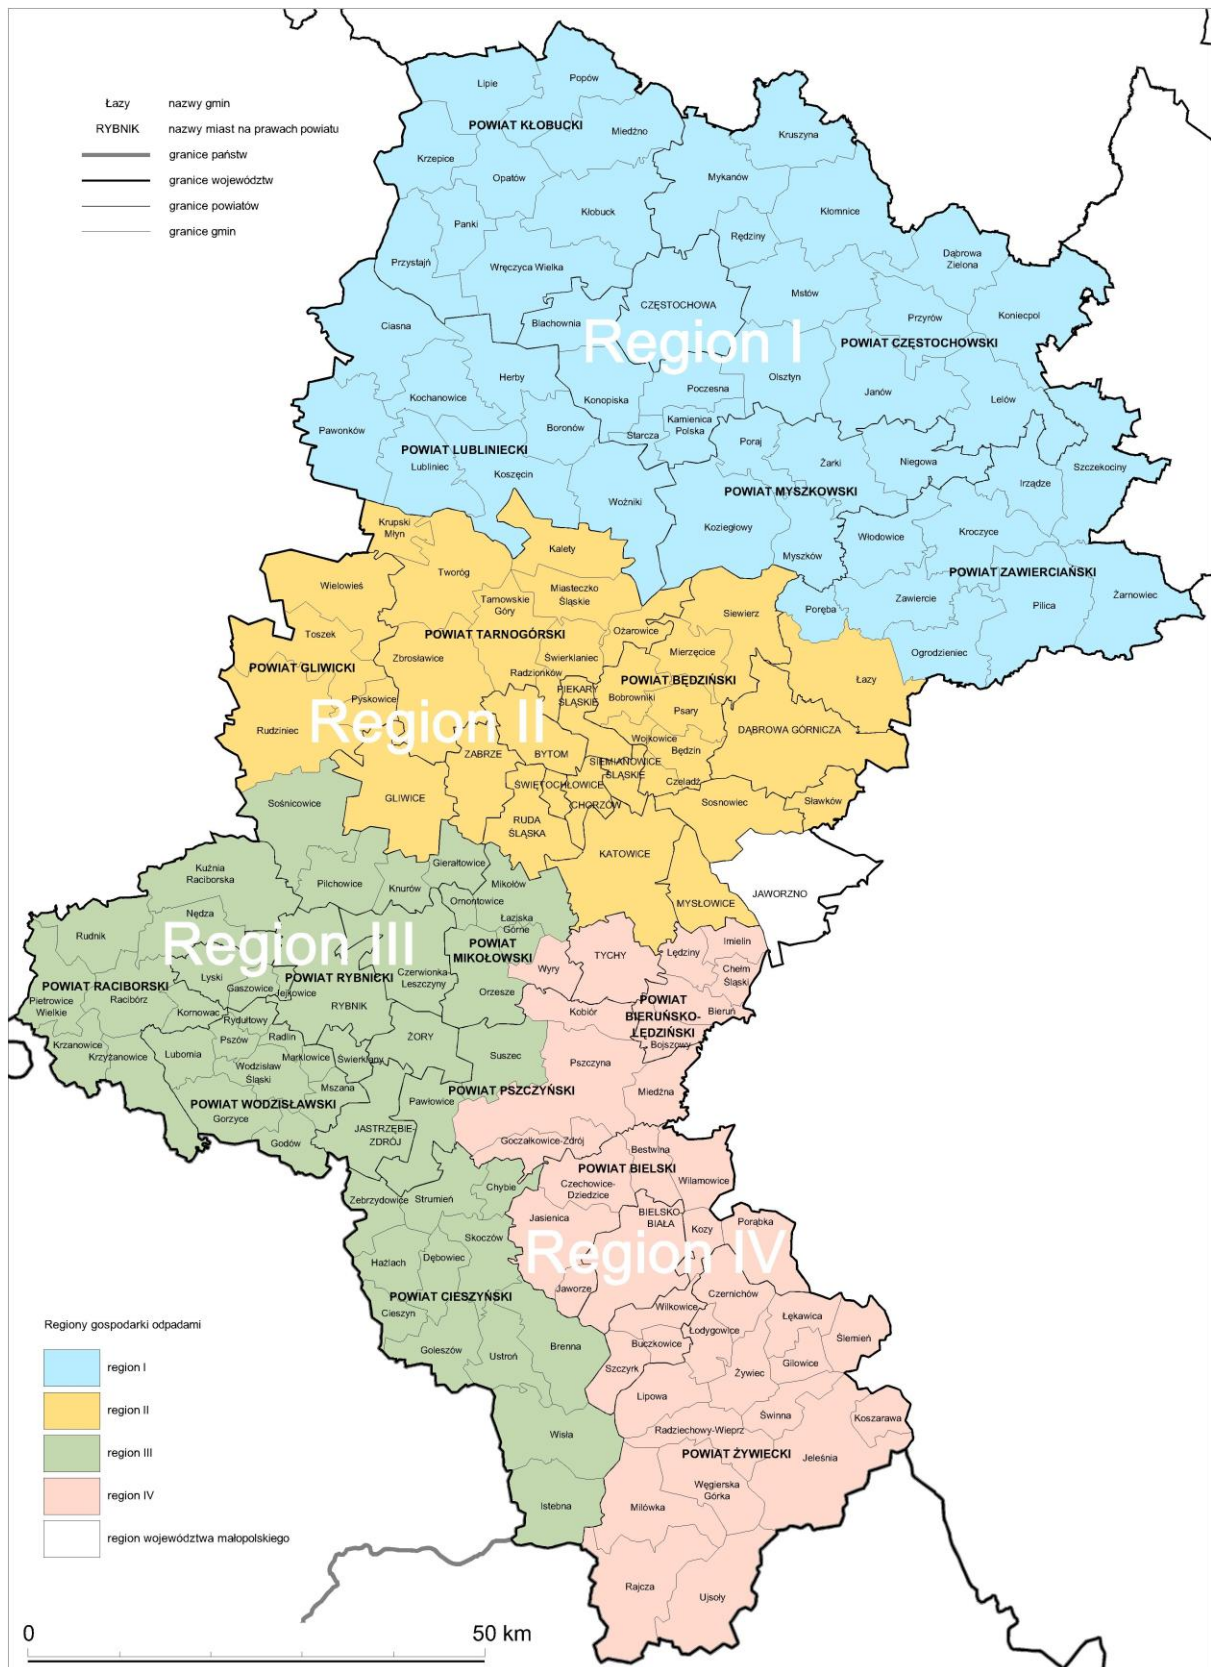 Łazy nazwy gmin
RYBNIK nazwy miast na prawach powiatu
granice państw
granice województw
granice powiatów
granice gmin
Lipie
Popów
POWIAT KŁOBUCKI
Miedźno
Kruszyna
Krzepice
Opatów
Mykanów
Kłobuck
Kłomnice
Panki
Rędziny
Przystajń
Wręczyca Wielka
Dąbrowa
Zielona
CZĘSTOCHOWA
Mstów
Ciasna
Blachownia
Przyrów
Koniecpol
Region I
POWIAT CZĘSTOCHOWSKI
Herby
Olsztyn
Kochanowice
Konopiska
Poczesna
Janów
Lelów
Pawonków
Boronów
Starcza
Kamienica
Polska
Poraj
POWIAT LUBLINIECKI
Lubliniec
Koszęcin
Żarki
Niegowa
Szczekociny
Irządze
POWIAT MYSZKOWSKI
Woźniki
Koziegłowy
Krupski
Młyn
Kroczyce
Włodowice
Kalety
Myszków
Tworóg
POWIAT ZAWIERCIAŃSKI
Wielowieś
Miasteczko
Śląskie
Tarnowskie
Góry
Siewierz
Poręba
Zawiercie
Pilica
Żarnowiec
Toszek
POWIAT TARNOGÓRSKI
Ożarowice
Mierzęcice
Ogrodzieniec
POWIAT GLIWICKI
Zbrosławice
Świerklaniec
Radzionków
POWIAT BĘDZIŃSKI
Łazy
Pyskowice
PIEKARY
ŚLĄSKIE
Bobrowniki
Psary
Rudziniec
Region II
DĄBROWA GÓRNICZA
Wojkowice
Będzin
ZABRZE
BYTOM
SIEMIANOWICE
ŚLĄSKIE
Czeladź
ŚWIĘTOCHŁOWICE
GLIWICE
CHORZÓW
Sosnowiec
Sławków
Sośnicowice
RUDA
ŚLĄSKA
KATOWICE
Gierałtowice
Kuźnia
Raciborska
Pilchowice
Knurów
Mikołów
Ornontowice
MYSŁOWICE
JAWORZNO
Nędza
Łaziska
Górne
Rudnik
Region III
POWIAT
MIKOŁOWSKI
Imielin
Lędziny
TYCHY
Wyry
Chełm
Śląski
Lyski
POWIAT RYBNICKI
Czerwionka
Leszczyny
POWIAT RACIBORSKI
Gaszowice
Jejkowice
Orzesze
Pietrowice
Wielkie
Racibórz
Kornowac
RYBNIK
Kobiór
POWIAT
BIERUŃSKO-
LĘDZIŃSKI
Bieruń
Rydułtowy
Pszów
Radlin
ŻORY
Bojszowy
Krzanowice
Krzyżanowice
Lubomia
Marklowice
Świerklany
Suszec
Wodzisław
Śląski
Pszczyna
Mszana
POWIAT PSZCZYŃSKI
Miedźna
POWIAT WODZISŁAWSKI
Pawłowice
Gorzyce
JASTRZĘBIE-
ZDRÓJ
Godów
Goczałkowice-Zdrój
Bestwina
POWIAT BIELSKI
Czechowice-
Dziedzice
Wilamowice
Chybie
Zebrzydowice
Strumień
Jasienica
BIELSKO-
BIAŁA
Kozy
Porąbka
Skoczów
Hażlach
Dębowiec
Region IV
Jaworze
Czernichów
POWIAT CIESZYŃSKI
Cieszyn
Wilkowice
Łękawica
Regiony gospodarki odpadami
Łodygowice
Ślemień
Goleszów
Ustroń
Brenna
Buczkowice
Szczyrk
Gilowice
Żywiec
region I
Lipowa
region II
Świnna
Koszarawa
Wisła
Radziechowy-Wieprz
POWIAT ŻYWIECKI
Jeleśnia
region III
Węgierska
Górka
region IV
Istebna
Milówka
region województwa małopolskiego
Rajcza
Ujsoły
0 50 km